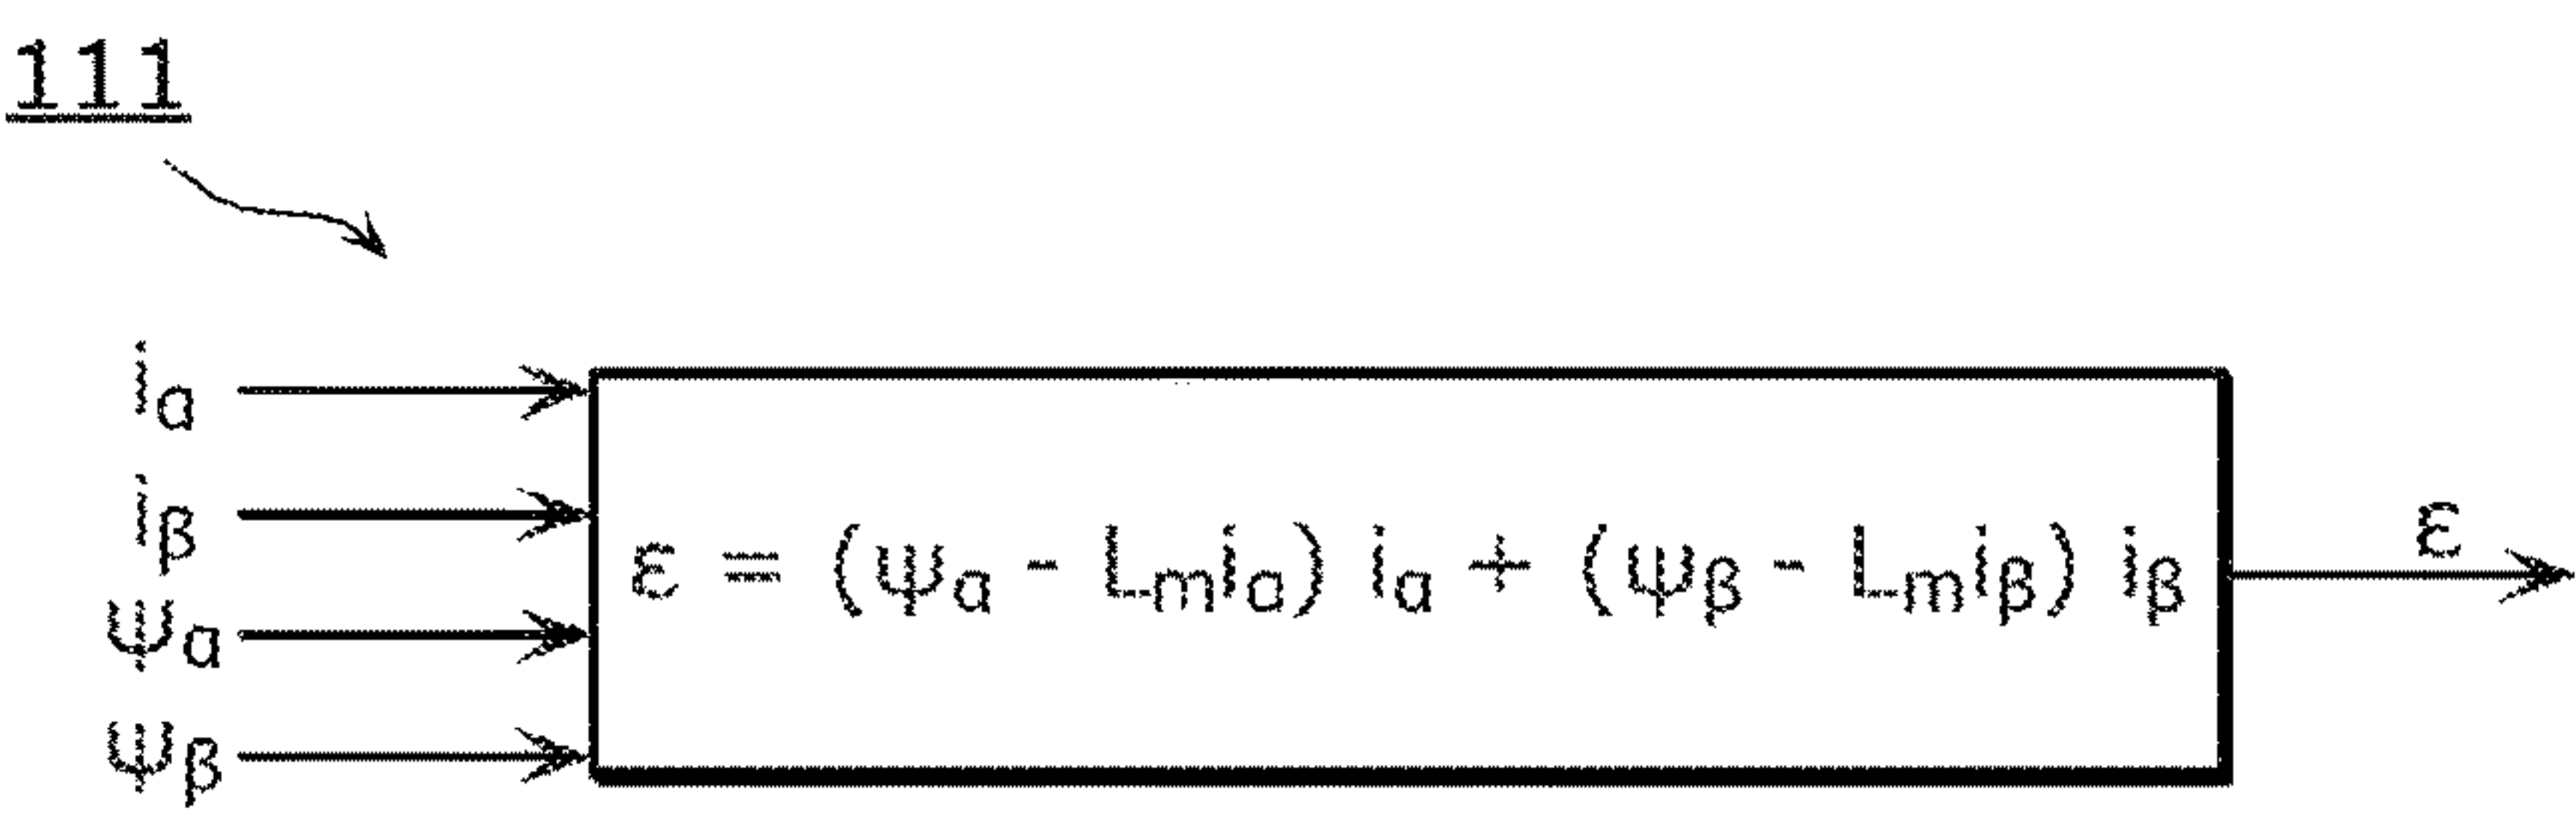 111
iα
iβ
ψα
ψβ
ε = (ψα - Lmiα) iα + (ψβ - Lmiβ) iβ
ε